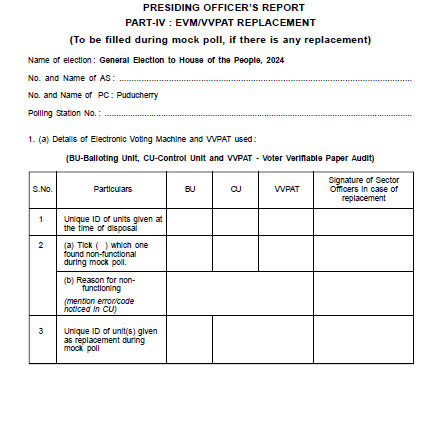 PRESIDING OFFICER'S REPORT
PART-IV : EVM/VVPAT REPLACEMENT
(To be filled during mock poll, if there is any replacement)
Name of election : General Election to House of the People, 2024
No. and Name of AS : ....................................................................................................
No. and Name of PC : Puducherry
Polling Station No. : ....................................................................................................
1. (a) Details of Electronic Voting Machine and VVPAT used :
(BU-Balloting Unit, CU-Control Unit and VVPAT - Voter Verifiable Paper Audit)
S.No. Particulars BU CU VVPAT Signature of Sector
Officers in case of
replacement
1 Unique ID of units given at
the time of disposal
2 (a) Tick ( ) which one
found non-functional
during mock poll.
(b) Reason for non-
functioning
(mention error/code
noticed in CU)
3 Unique ID of unit(s) given
as replacement during
mock poll